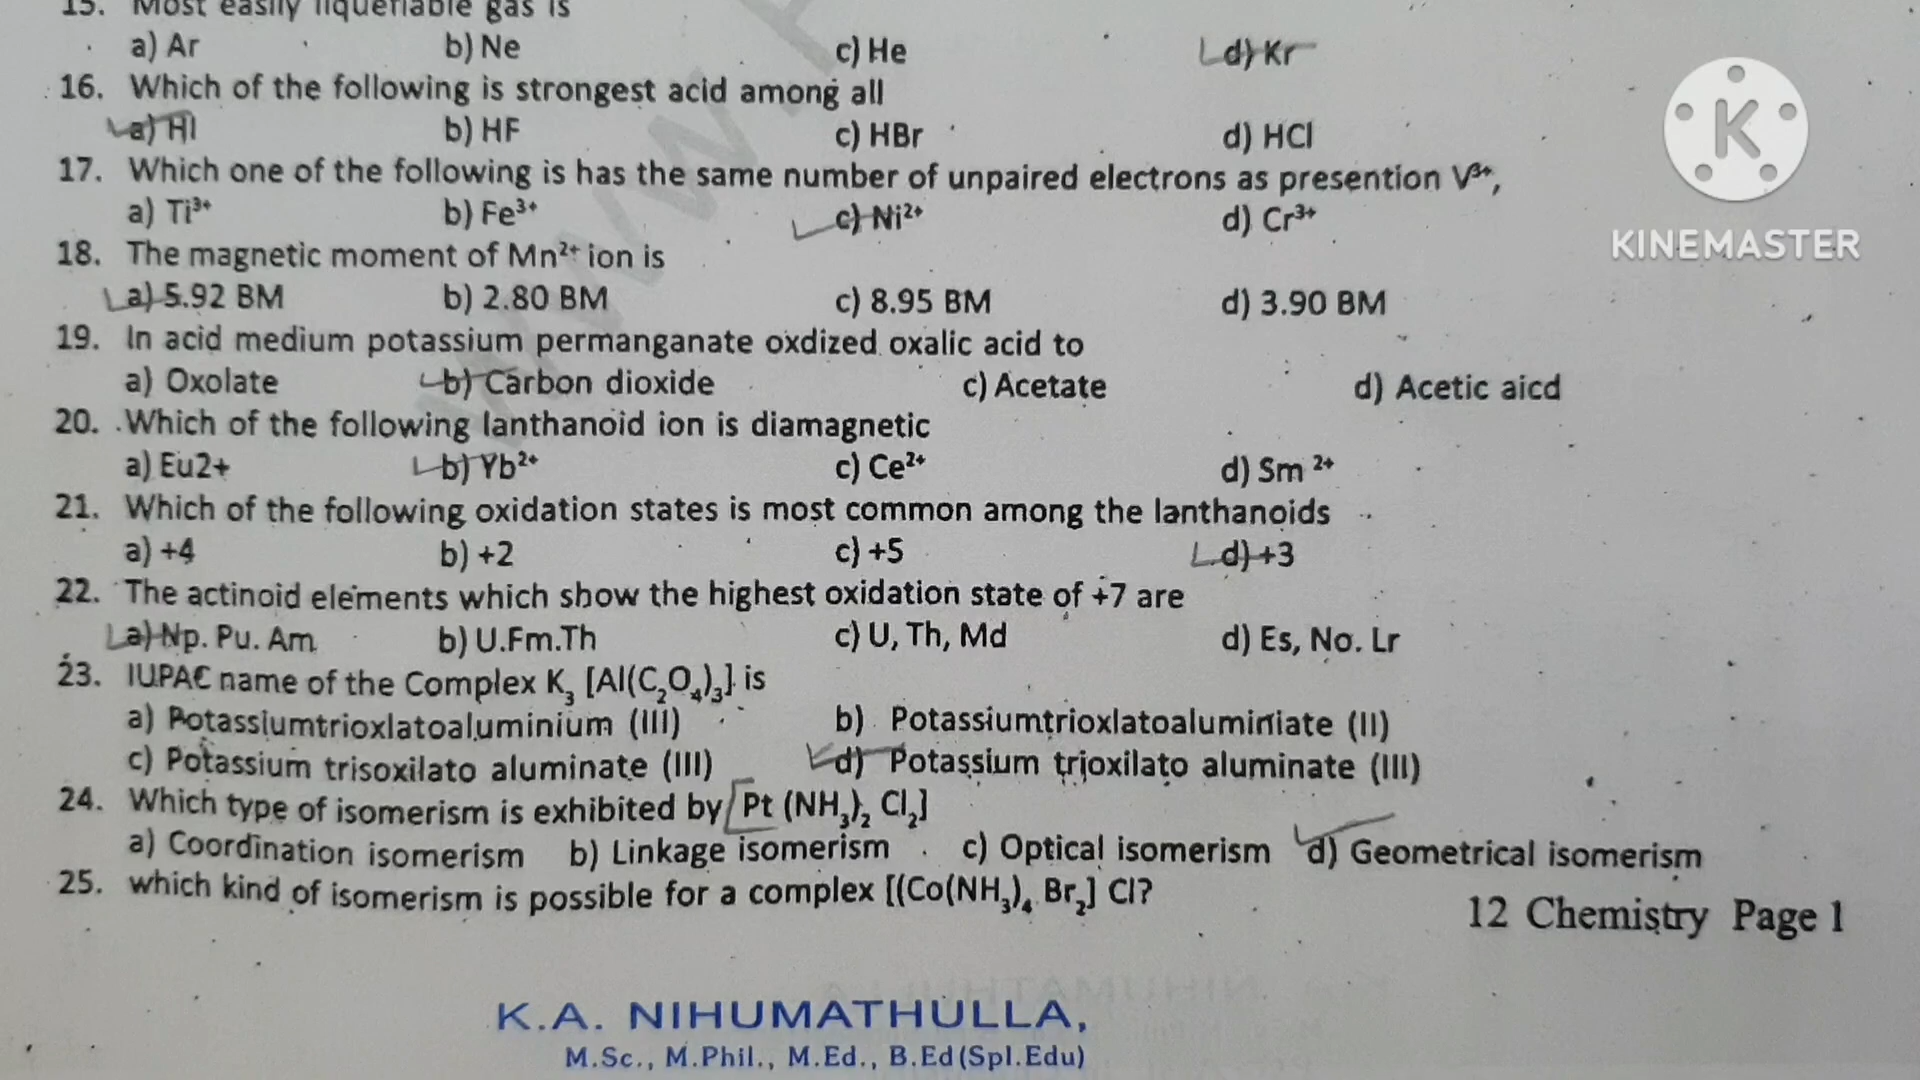 15. Most easily liquefiable gas is
a) Ar b) Ne c) He d) Kr
16. Which of the following is strongest acid among all
a) HI b) HF c) HBr d) HCl
17. Which one of the following is has the same number of unpaired electrons as presention V³⁺,
a) Ti³⁺ b) Fe³⁺ c) Ni²⁺ d) Cr³⁺
18. The magnetic moment of Mn²⁺ ion is
a) 5.92 BM b) 2.80 BM c) 8.95 BM d) 3.90 BM
19. In acid medium potassium permanganate oxdized oxalic acid to
a) Oxolate b) Carbon dioxide c) Acetate d) Acetic aicd
20. Which of the following lanthanoid ion is diamagnetic
a) Eu2+ b) Yb²⁺ c) Ce²⁺ d) Sm ²⁺
21. Which of the following oxidation states is most common among the lanthanoids
a) +4 b) +2 c) +5 d) +3
22. The actinoid elements which show the highest oxidation state of +7 are
a) Np. Pu. Am b) U.Fm.Th c) U, Th, Md d) Es, No. Lr
23. IUPAC name of the Complex K₃ [Al(C₂O₄)₃] is
a) Potassiumtrioxlatoaluminium (III) b) Potassiumtrioxlatoaluminiate (II)
c) Potassium trisoxilato aluminate (III) d) Potassium trioxilato aluminate (III)
24. Which type of isomerism is exhibited by [Pt (NH₃)₂ Cl₂]
a) Coordination isomerism b) Linkage isomerism c) Optical isomerism d) Geometrical isomerism
25. which kind of isomerism is possible for a complex [(Co(NH₃)₄ Br₂] Cl?
12 Chemistry Page 1
K.A. NIHUMATHULLA,
M.Sc., M.Phil., M.Ed., B.Ed (Spl.Edu)
K
KINEMASTER